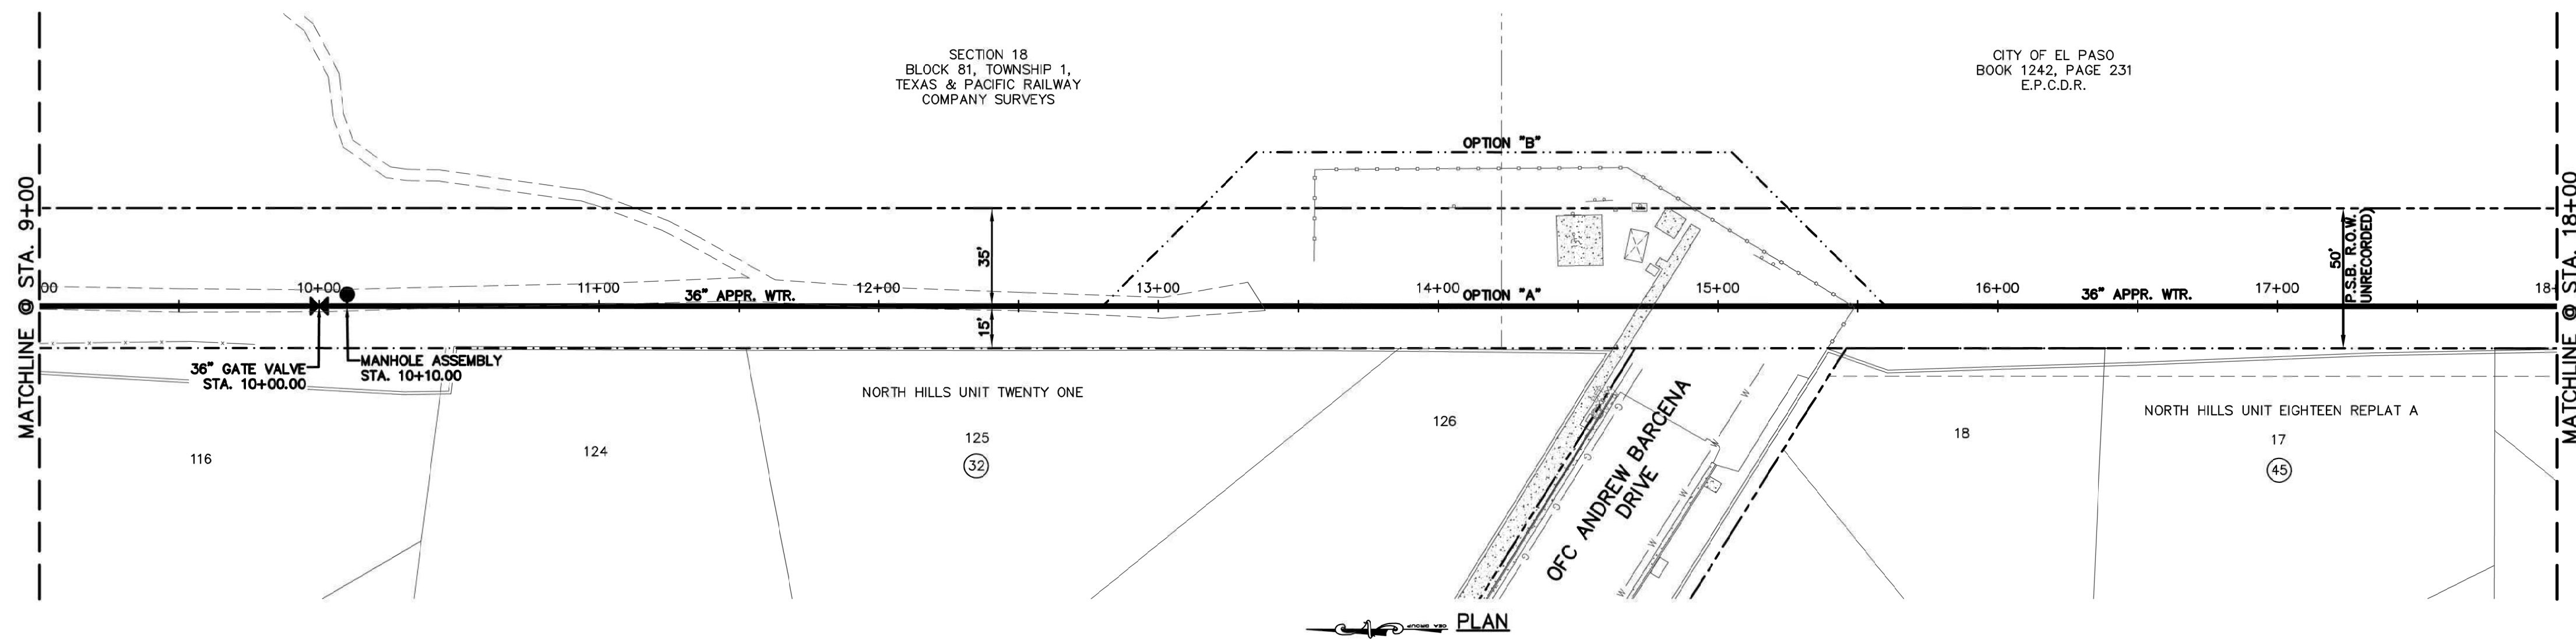 SECTION 18
BLOCK 81, TOWNSHIP 1,
TEXAS & PACIFIC RAILWAY
COMPANY SURVEYS
CITY OF EL PASO
BOOK 1242, PAGE 231
E.P.C.D.R.
OPTION "B"
MATCHLINE @ STA. 9+00
MATCHLINE @ STA. 18+00
35'
50'
P.S.B. R.O.W.
UNRECORDED)
00
10+00
11+00
36" APPR. WTR.
12+00
13+00
14+00
OPTION "A"
15+00
16+00
36" APPR. WTR.
17+00
18+
15'
36" GATE VALVE
STA. 10+00.00
MANHOLE ASSEMBLY
STA. 10+10.00
NORTH HILLS UNIT TWENTY ONE
NORTH HILLS UNIT EIGHTEEN REPLAT A
116
124
125
32
126
OFC ANDREW BARCENA
DRIVE
G
G
G
G
W
W
W
W
W
W
18
17
45
PLAN